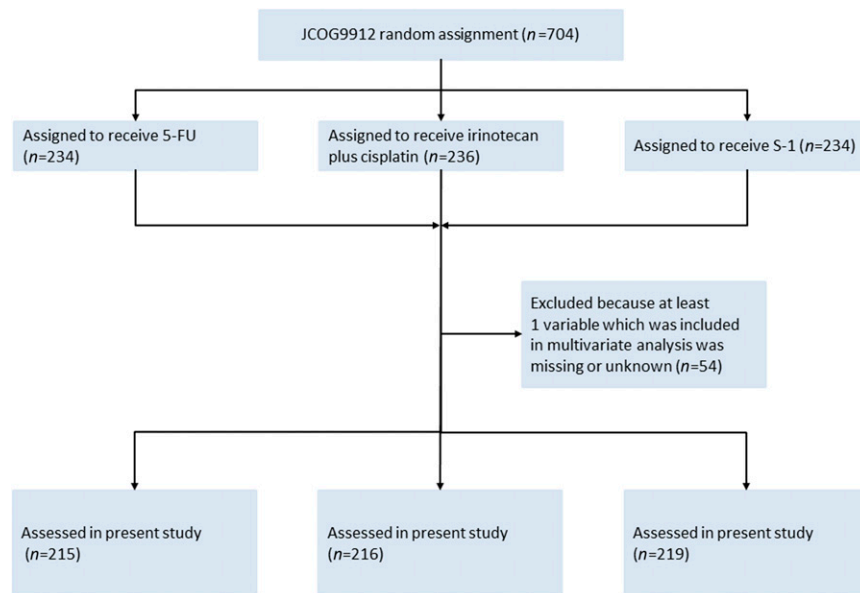 JCOG9912 random assignment (n=704)
Assigned to receive 5-FU
(n=234)
Assigned to receive irinotecan
plus cisplatin (n=236)
Assigned to receive S-1 (n=234)
Excluded because at least
1 variable which was included
in multivariate analysis was
missing or unknown (n=54)
Assessed in present study
(n=215)
Assessed in present study
(n=216)
Assessed in present study
(n=219)